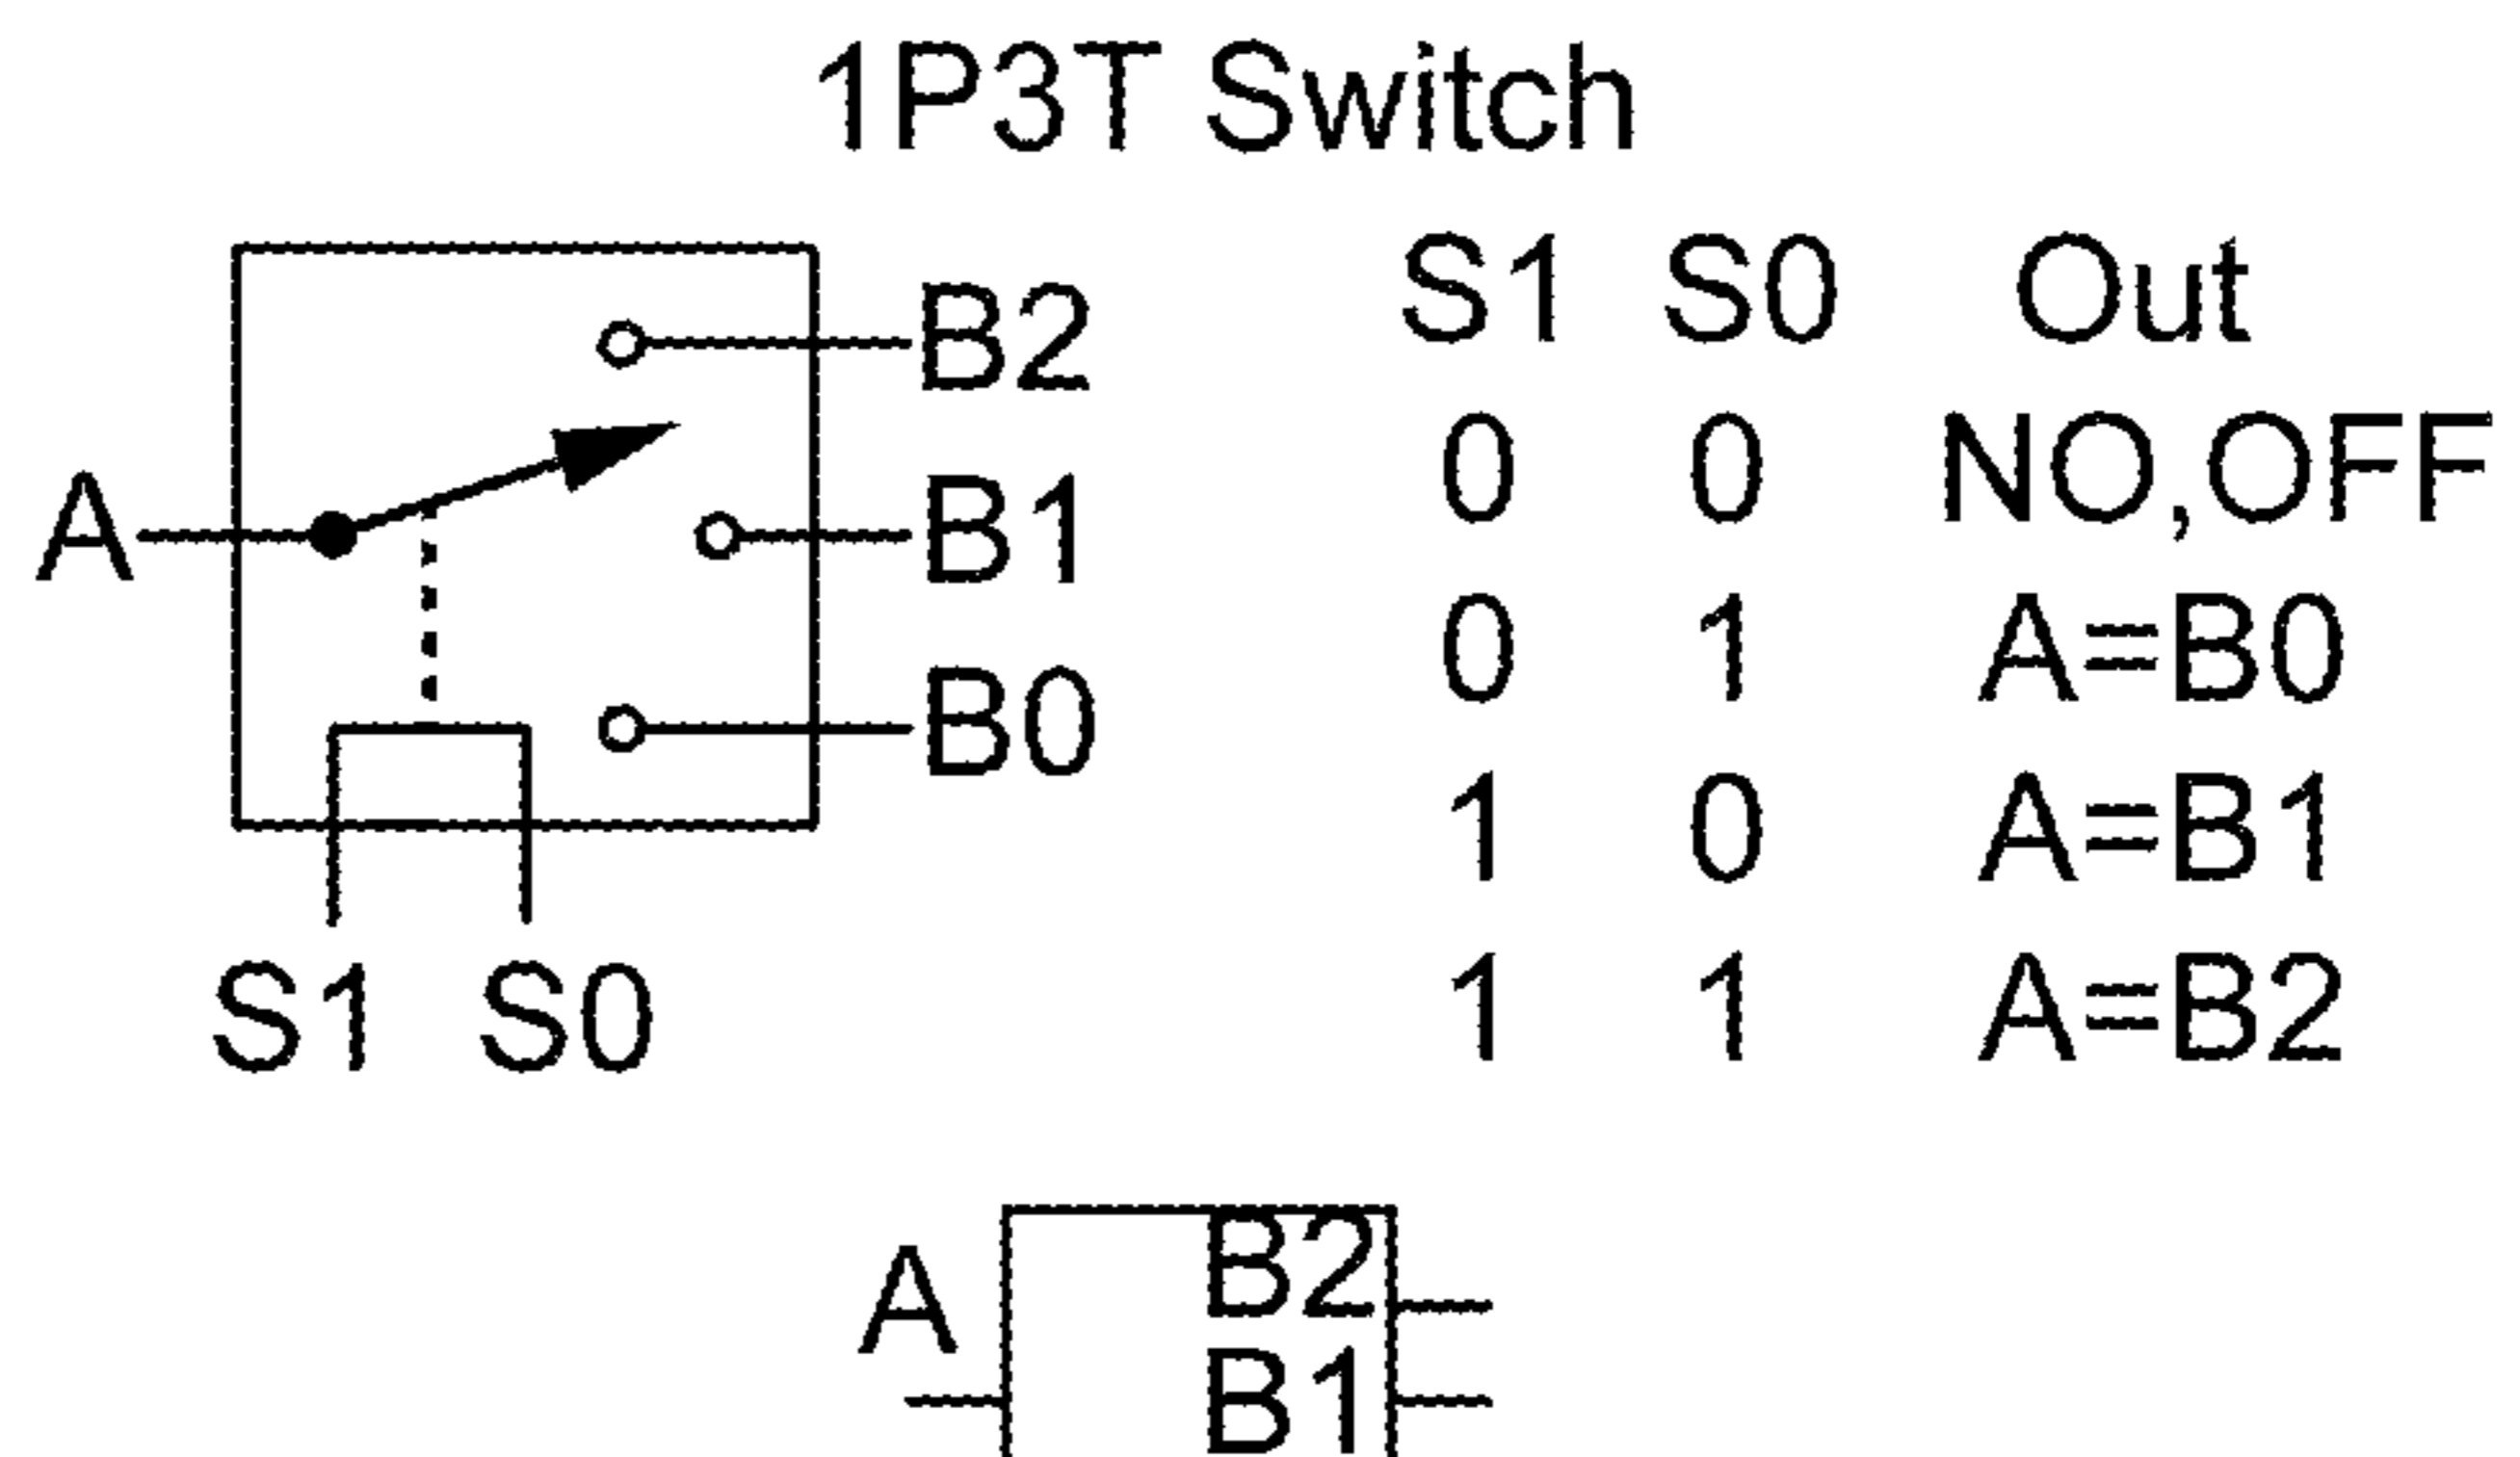 1P3T Switch
S1 S0 Out
0 0 NO,OFF
0 1 A=B0
1 0 A=B1
1 1 A=B2
B2
A
B1
B0
S1 S0
A
B2
B1